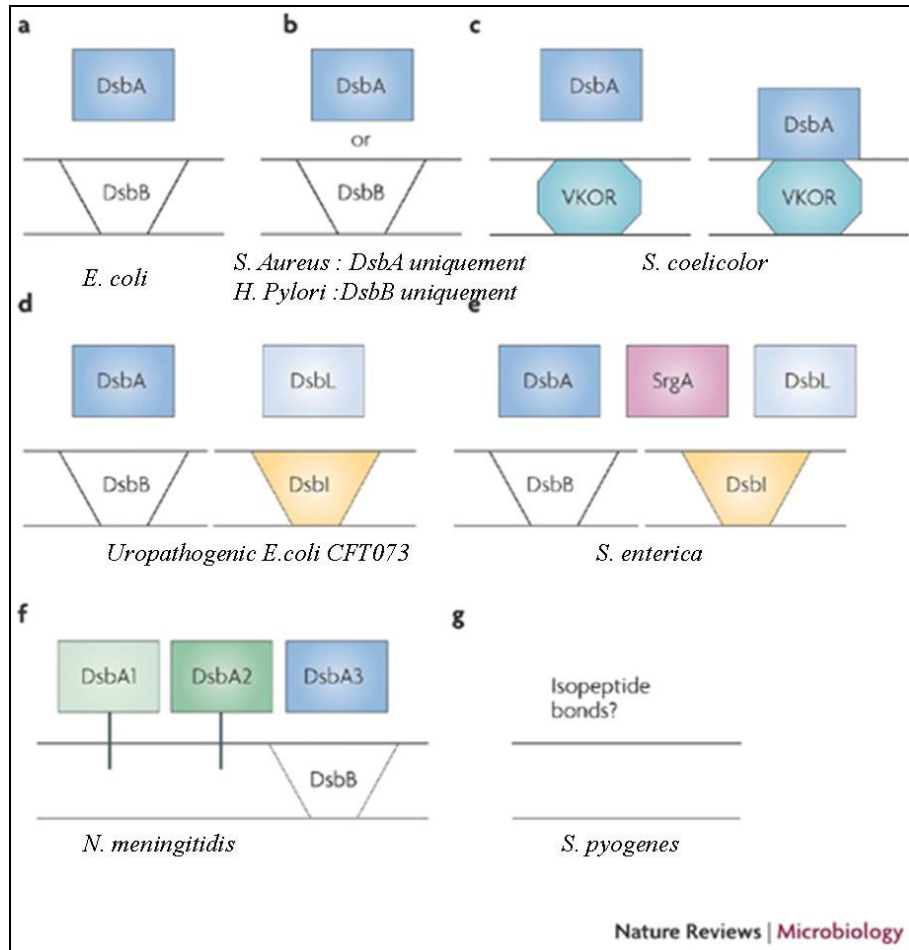 a
DsbA
DsbB
E. coli
b
DsbA
or
DsbB
S. Aureus : DsbA uniquement
H. Pylori :DsbB uniquement
c
DsbA
VKOR
DsbA
VKOR
S. coelicolor
d
DsbA
DsbL
DsbB
DsbI
Uropathogenic E.coli CFT073
e
DsbA
SrgA
DsbL
DsbB
DsbI
S. enterica
f
DsbA1
DsbA2
DsbA3
DsbB
N. meningitidis
g
Isopeptide
bonds?
S. pyogenes
Nature Reviews | Microbiology